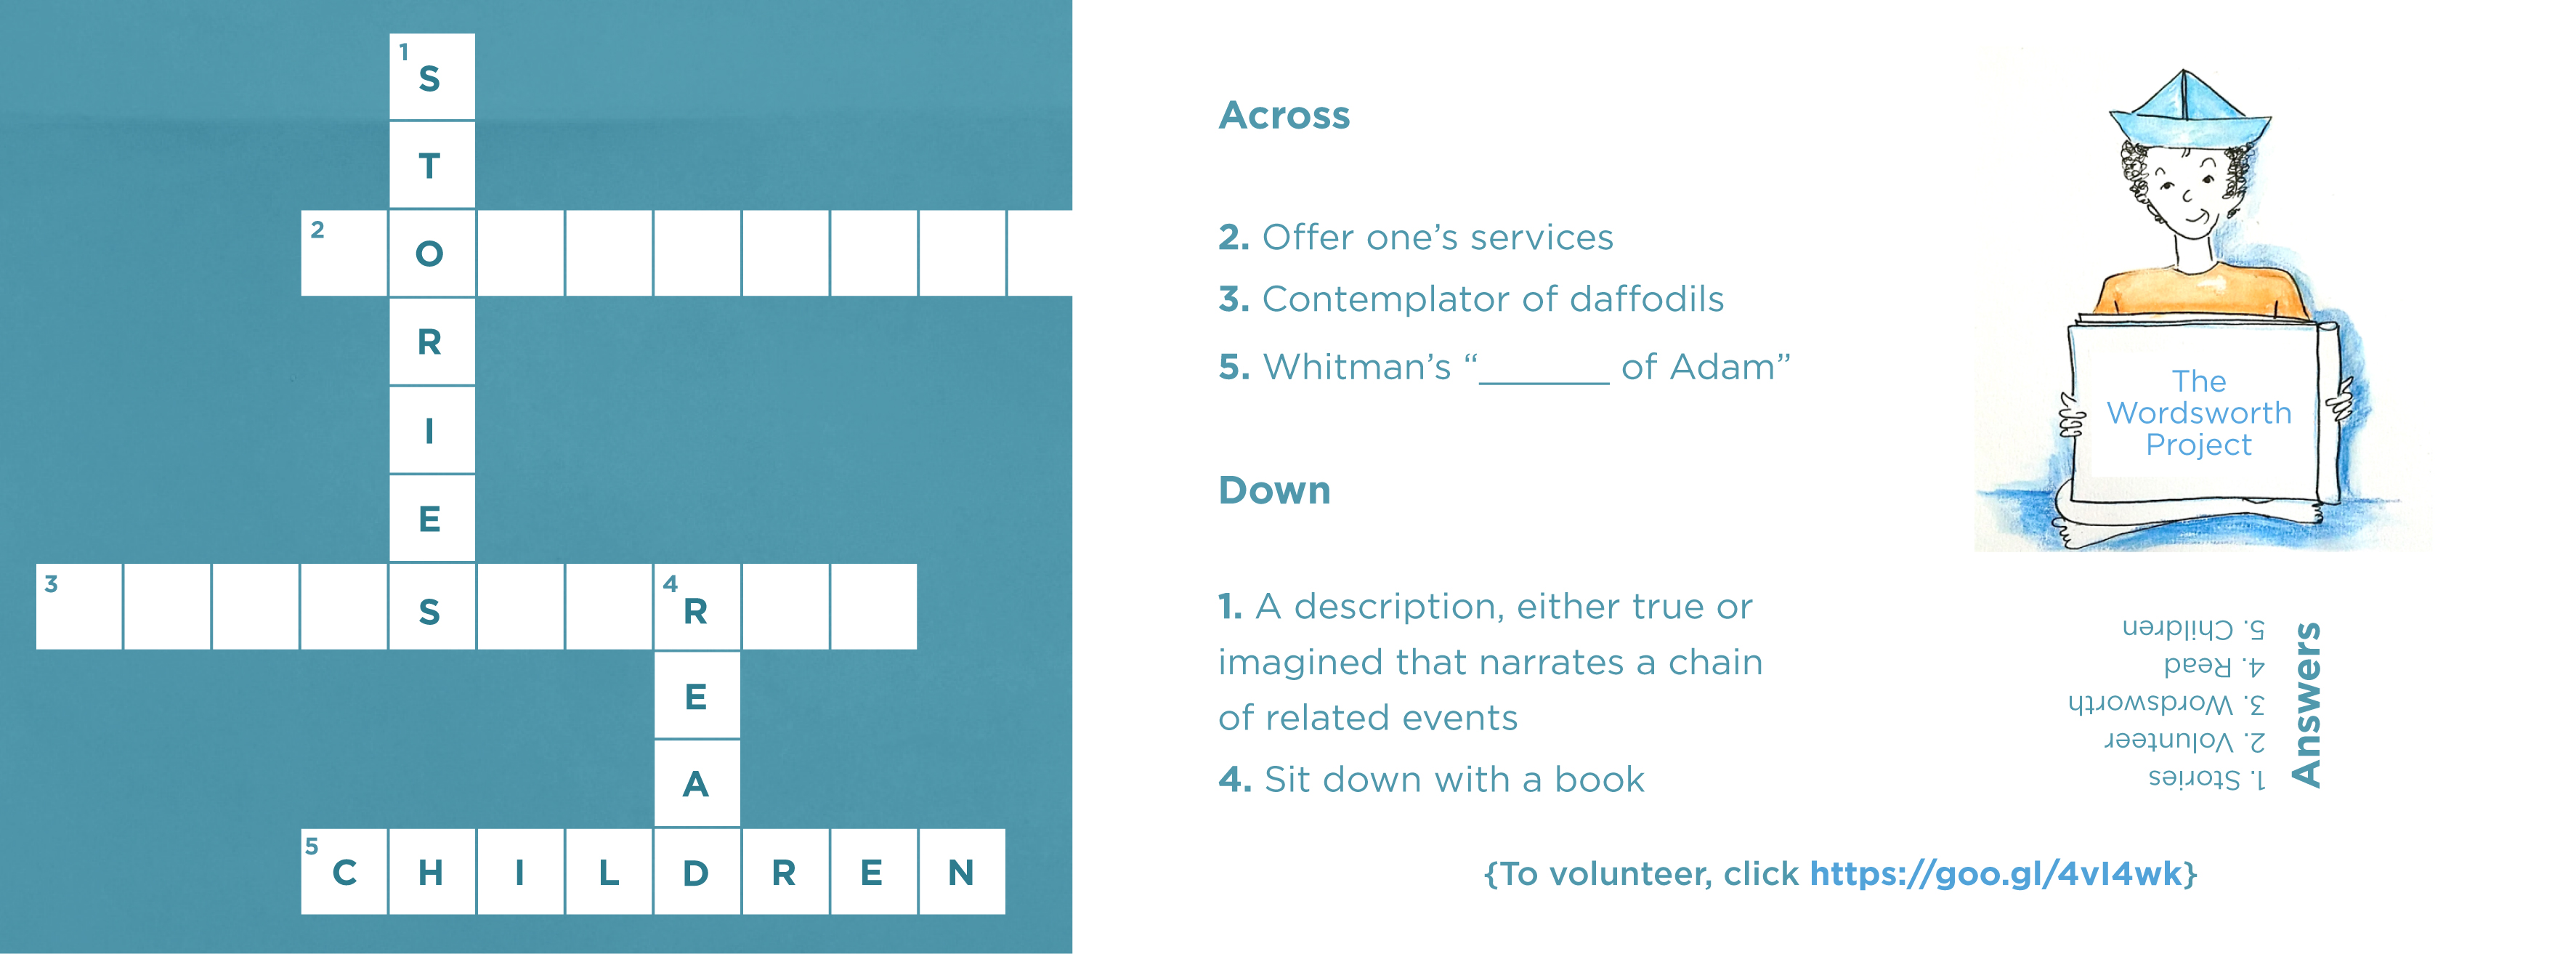 1
S
T
2
O
R
I
E
3
S
4
R
E
A
5
C H I L D R E N
Across
2. Offer one’s services
3. Contemplator of daffodils
5. Whitman’s “_______ of Adam”
Down
1. A description, either true or
imagined that narrates a chain
of related events
4. Sit down with a book
The
Wordsworth
Project
Answers
1. Stories
2. Volunteer
3. Wordsworth
4. Read
5. Children
{To volunteer, click https://goo.gl/4vI4wk}